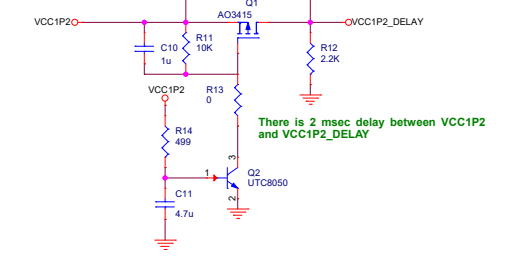 Q1
AO3415
VCC1P2
VCC1P2_DELAY
C10
1u
R11
10K
R12
2.2K
VCC1P2
R13
0
There is 2 msec delay between VCC1P2
and VCC1P2_DELAY
R14
499
3
1
Q2
UTC8050
2
C11
4.7u